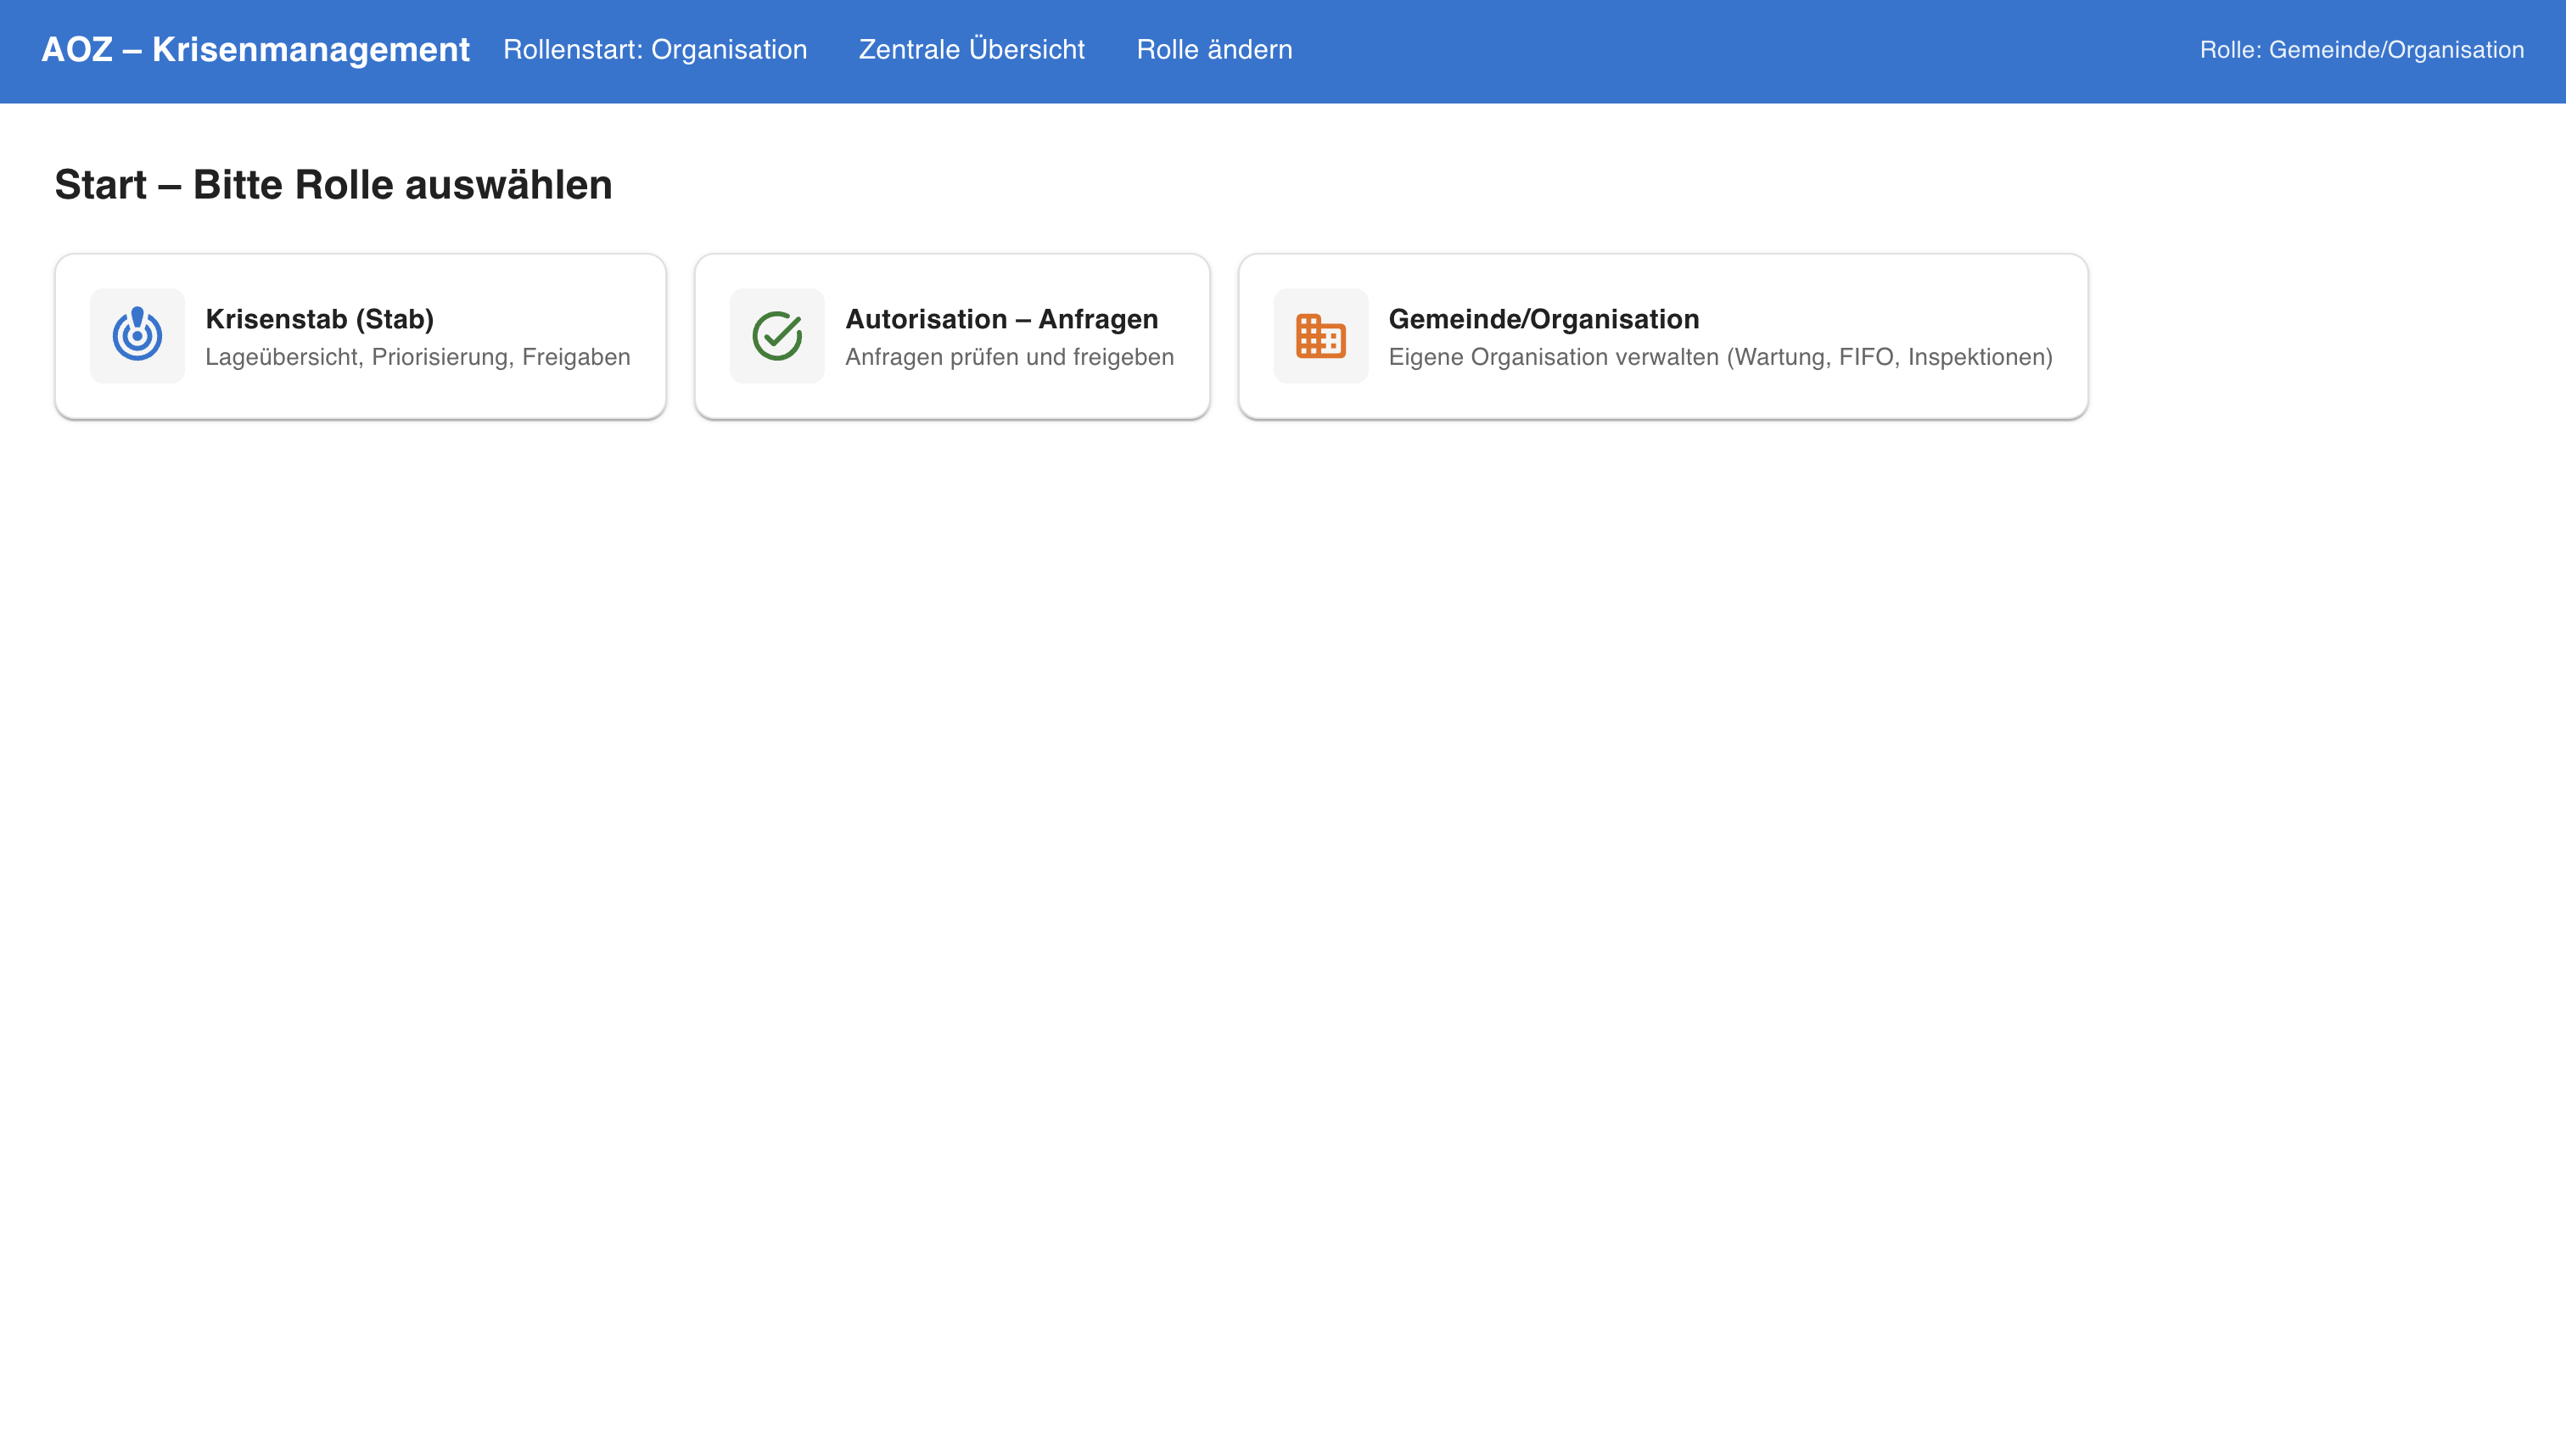 AOZ – Krisenmanagement Rollenstart: Organisation Zentrale Übersicht Rolle ändern Rolle: Gemeinde/Organisation
Start – Bitte Rolle auswählen
Krisenstab (Stab)
Lageübersicht, Priorisierung, Freigaben
Autorisation – Anfragen
Anfragen prüfen und freigeben
Gemeinde/Organisation
Eigene Organisation verwalten (Wartung, FIFO, Inspektionen)